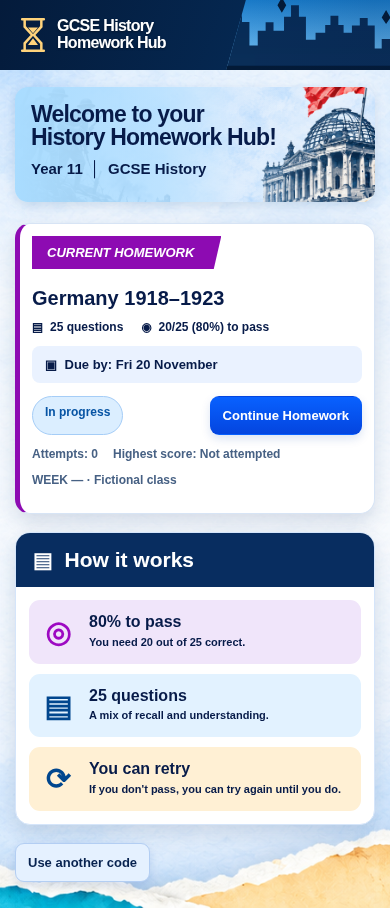 GCSE History
Homework Hub
Welcome to your
History Homework Hub!
Year 11 | GCSE History
CURRENT HOMEWORK
Germany 1918–1923
25 questions 20/25 (80%) to pass
Due by: Fri 20 November
In progress
Continue Homework
Attempts: 0 Highest score: Not attempted
WEEK — · Fictional class
How it works
80% to pass
You need 20 out of 25 correct.
25 questions
A mix of recall and understanding.
You can retry
If you don't pass, you can try again until you do.
Use another code